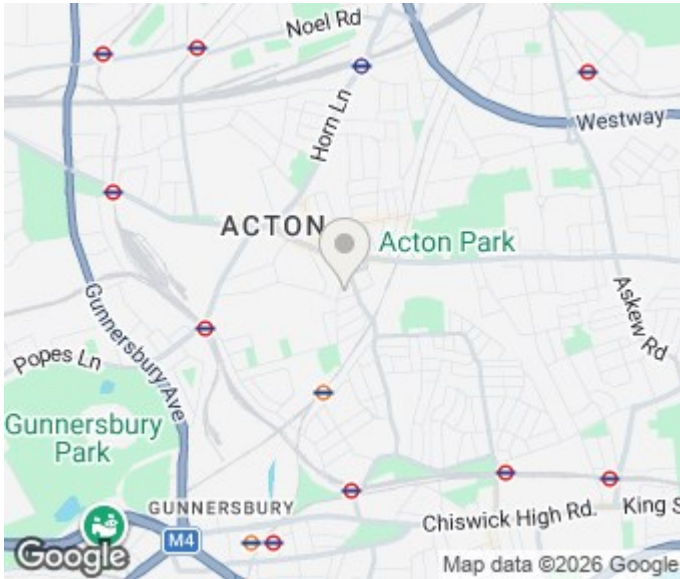 Noel Rd
Horn Ln
Westway
ACTON
Acton Park
Gunnersbury Ave
Askew Rd
Popes Ln
Gunnersbury
Park
GUNNERSBURY
Chiswick High Rd.
King S
M4
Google
Map data ©2026 Google